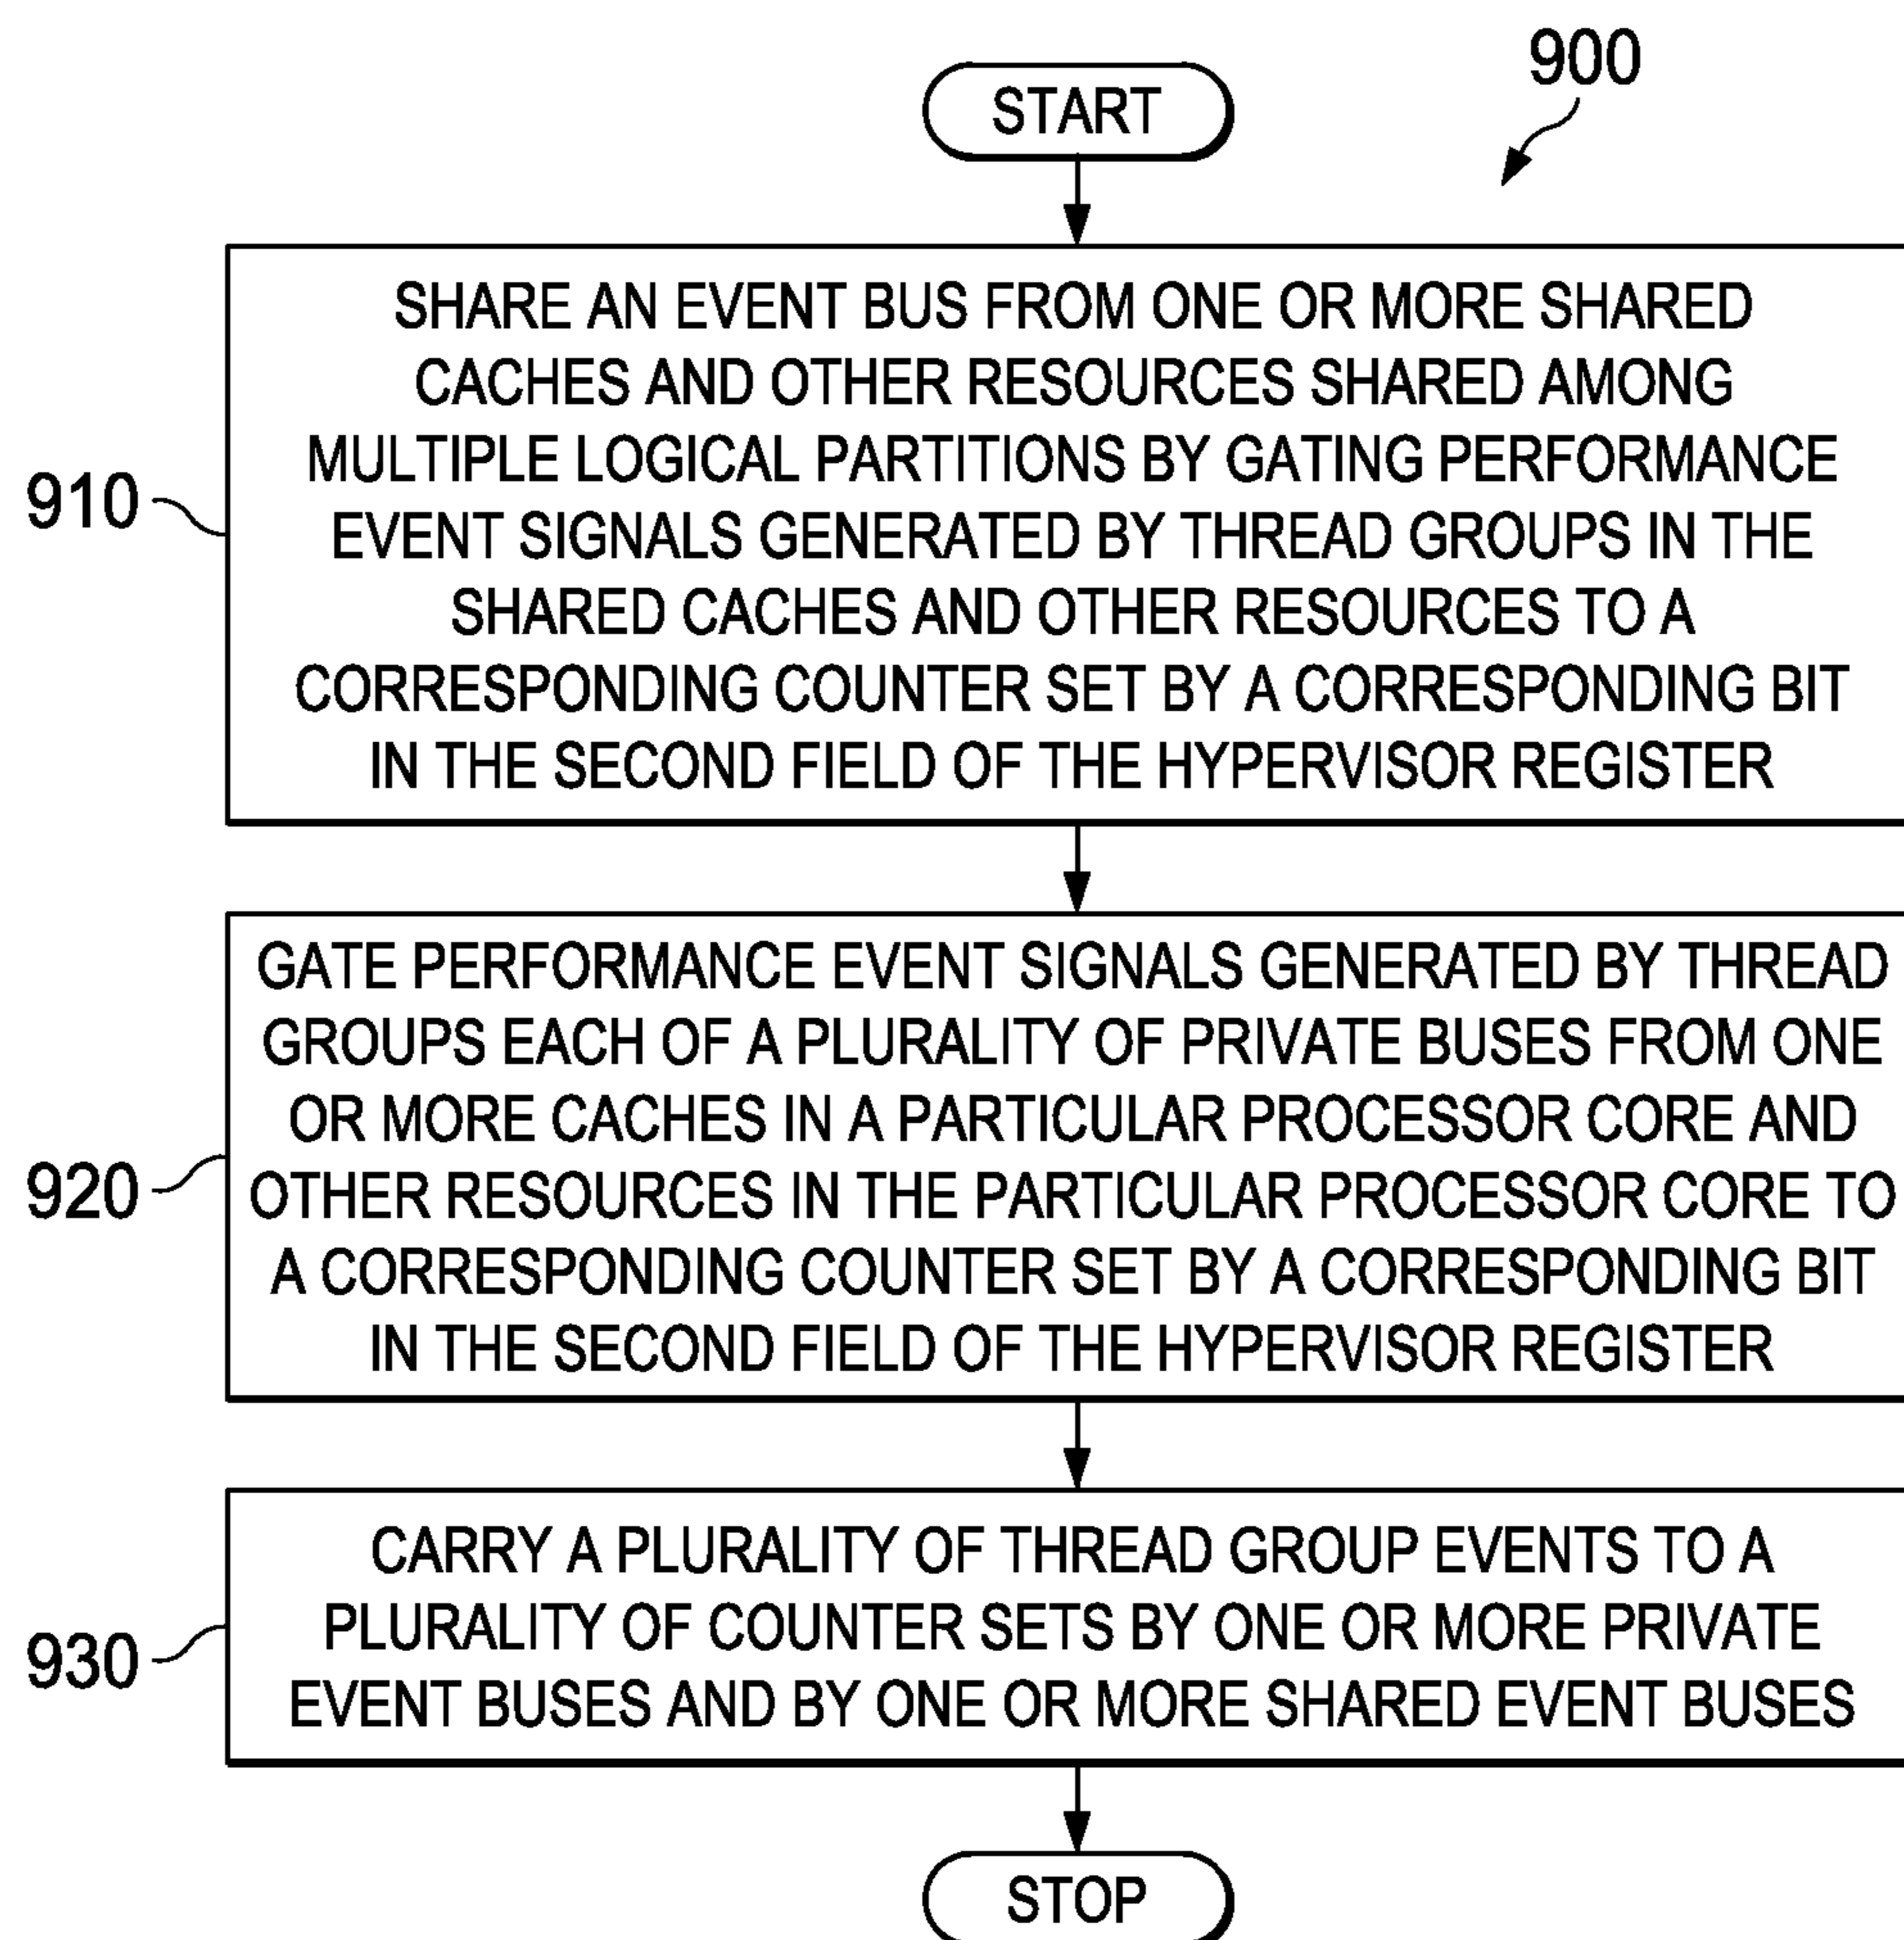 900
START
SHARE AN EVENT BUS FROM ONE OR MORE SHARED
CACHES AND OTHER RESOURCES SHARED AMONG
MULTIPLE LOGICAL PARTITIONS BY GATING PERFORMANCE
EVENT SIGNALS GENERATED BY THREAD GROUPS IN THE
SHARED CACHES AND OTHER RESOURCES TO A
CORRESPONDING COUNTER SET BY A CORRESPONDING BIT
IN THE SECOND FIELD OF THE HYPERVISOR REGISTER
910
GATE PERFORMANCE EVENT SIGNALS GENERATED BY THREAD
GROUPS EACH OF A PLURALITY OF PRIVATE BUSES FROM ONE
OR MORE CACHES IN A PARTICULAR PROCESSOR CORE AND
OTHER RESOURCES IN THE PARTICULAR PROCESSOR CORE TO
A CORRESPONDING COUNTER SET BY A CORRESPONDING BIT
IN THE SECOND FIELD OF THE HYPERVISOR REGISTER
920
CARRY A PLURALITY OF THREAD GROUP EVENTS TO A
PLURALITY OF COUNTER SETS BY ONE OR MORE PRIVATE
EVENT BUSES AND BY ONE OR MORE SHARED EVENT BUSES
930
STOP